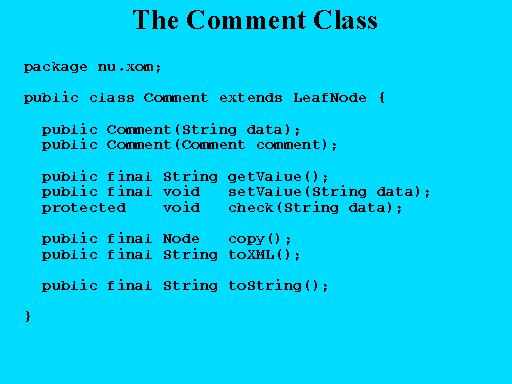 The Comment Class
package nu.xom;
public class Comment extends LeafNode {
public Comment(String data);
public Comment(Comment comment);
public final String getValue();
public final void setValue(String data);
protected void check(String data);
public final Node copy();
public final String toXML();
public final String toString();
}